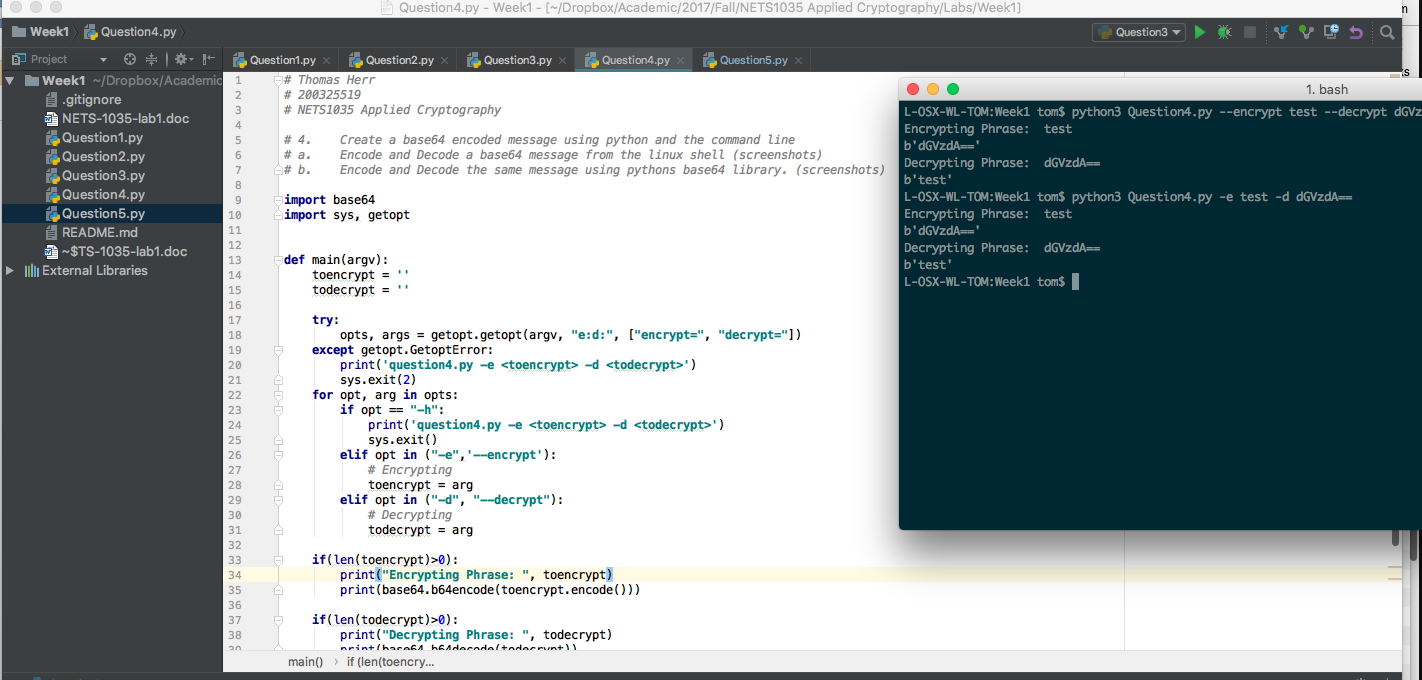 Question4.py - Week1 - [~/Dropbox/Academic/2017/Fall/NETS1035 Applied Cryptography/Labs/Week1]
Week1 Question4.py Question3
Project Question1.py Question2.py Question3.py Question4.py Question5.py
Week1 ~/Dropbox/Academic
.gitignore
NETS-1035-lab1.doc
Question1.py
Question2.py
Question3.py
Question4.py
Question5.py
README.md
~$TS-1035-lab1.doc
External Libraries
1 # Thomas Herr
2 # 200325519
3 # NETS1035 Applied Cryptography
4
5 # 4. Create a base64 encoded message using python and the command line
6 # a. Encode and Decode a base64 message from the linux shell (screenshots)
7 # b. Encode and Decode the same message using pythons base64 library. (screenshots)
8
9 import base64
10 import sys, getopt
11
12
13 def main(argv):
14 toencrypt = ''
15 todecrypt = ''
16
17 try:
18 opts, args = getopt.getopt(argv, "e:d:", ["encrypt=", "decrypt="])
19 except getopt.GetoptError:
20 print('question4.py -e <toencrypt> -d <todecrypt>')
21 sys.exit(2)
22 for opt, arg in opts:
23 if opt == "-h":
24 print('question4.py -e <toencrypt> -d <todecrypt>')
25 sys.exit()
26 elif opt in ("-e",'--encrypt'):
27 # Encrypting
28 toencrypt = arg
29 elif opt in ("-d", "--decrypt"):
30 # Decrypting
31 todecrypt = arg
32
33 if(len(toencrypt)>0):
34 print("Encrypting Phrase: ", toencrypt)
35 print(base64.b64encode(toencrypt.encode()))
36
37 if(len(todecrypt)>0):
38 print("Decrypting Phrase: ", todecrypt)
39 print(base64.b64decode(todecrypt))
main() › if (len(toencry...
1. bash
L-OSX-WL-TOM:Week1 tom$ python3 Question4.py --encrypt test --decrypt dGVz
Encrypting Phrase:  test
b'dGVzdA=='
Decrypting Phrase:  dGVzdA==
b'test'
L-OSX-WL-TOM:Week1 tom$ python3 Question4.py -e test -d dGVzdA==
Encrypting Phrase:  test
b'dGVzdA=='
Decrypting Phrase:  dGVzdA==
b'test'
L-OSX-WL-TOM:Week1 tom$